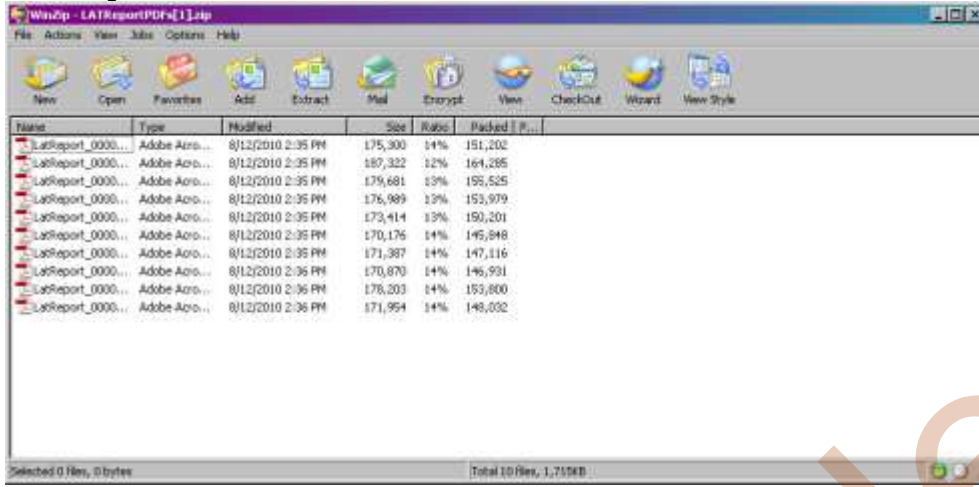 WinZip - LATReportPDFs[1].zip
File Actions View Jobs Options Help
New Open Favorites Add Extract Mail Encrypt View CheckOut Wizard View Style
Name Type Modified Size Ratio Packed P...
LatReport_0000... Adobe Acro... 8/12/2010 2:35 PM 175,300 14% 151,202
LatReport_0000... Adobe Acro... 8/12/2010 2:35 PM 187,322 12% 164,285
LatReport_0000... Adobe Acro... 8/12/2010 2:35 PM 179,681 13% 155,525
LatReport_0000... Adobe Acro... 8/12/2010 2:35 PM 176,989 13% 153,979
LatReport_0000... Adobe Acro... 8/12/2010 2:35 PM 173,414 13% 150,201
LatReport_0000... Adobe Acro... 8/12/2010 2:35 PM 170,176 14% 145,848
LatReport_0000... Adobe Acro... 8/12/2010 2:35 PM 171,387 14% 147,116
LatReport_0000... Adobe Acro... 8/12/2010 2:36 PM 170,870 14% 146,931
LatReport_0000... Adobe Acro... 8/12/2010 2:36 PM 178,203 14% 153,800
LatReport_0000... Adobe Acro... 8/12/2010 2:36 PM 171,954 14% 148,032
Selected 0 files, 0 bytes Total 10 files, 1,715KB